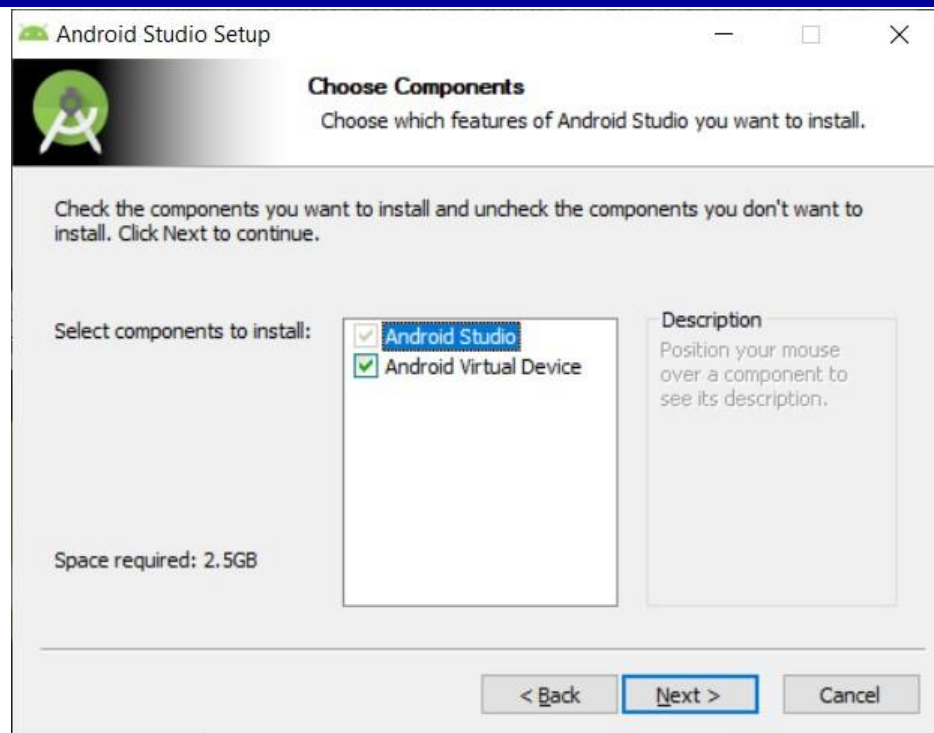 Android Studio Setup
Choose Components
Choose which features of Android Studio you want to install.
Check the components you want to install and uncheck the components you don't want to
install. Click Next to continue.
Select components to install:
Android Studio
Android Virtual Device
Description
Position your mouse
over a component to
see its description.
Space required: 2.5GB
< Back
Next >
Cancel